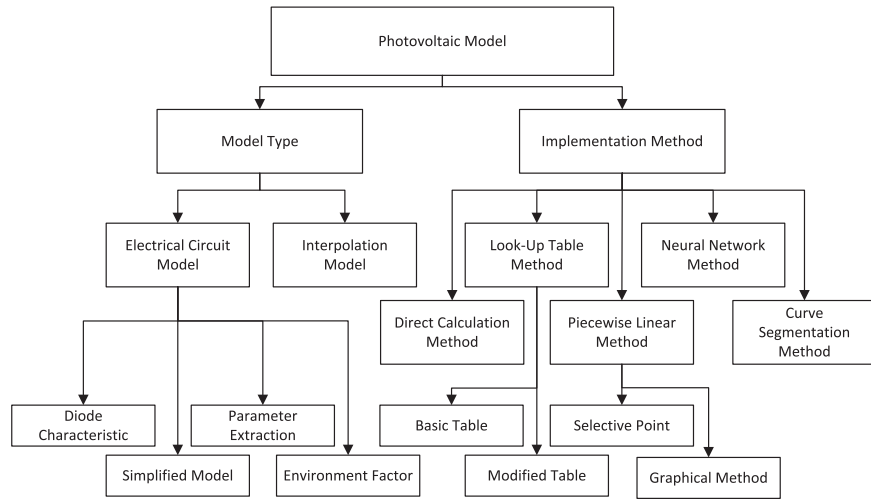 Photovoltaic Model
Model Type
Implementation Method
Electrical Circuit
Model
Interpolation
Model
Look-Up Table
Method
Neural Network
Method
Direct Calculation
Method
Piecewise Linear
Method
Curve
Segmentation
Method
Diode
Characteristic
Parameter
Extraction
Basic Table
Selective Point
Simplified Model
Environment Factor
Modified Table
Graphical Method